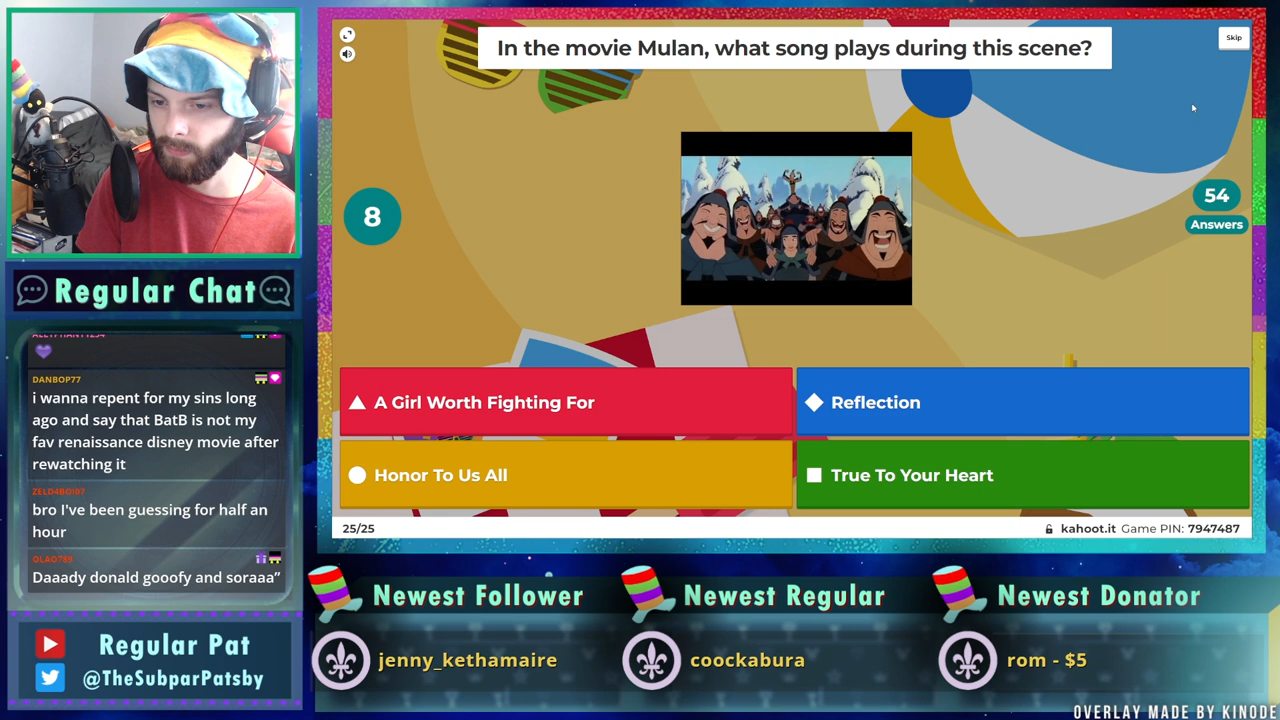 In the movie Mulan, what song plays during this scene?
Skip
8
54
Answers
A Girl Worth Fighting For
Reflection
Honor To Us All
True To Your Heart
25/25
kahoot.it Game PIN: 7947487
Regular Chat
DANBOP77
i wanna repent for my sins long
ago and say that BatB is not my
fav renaissance disney movie after
rewatching it
ZELD4BOI07
bro I've been guessing for half an
hour
OLAO789
Daaady donald gooofy and soraaa”
Regular Pat
@TheSubparPatsby
Newest Follower
jenny_kethamaire
Newest Regular
coockabura
Newest Donator
rom - $5
OVERLAY MADE BY KINODE